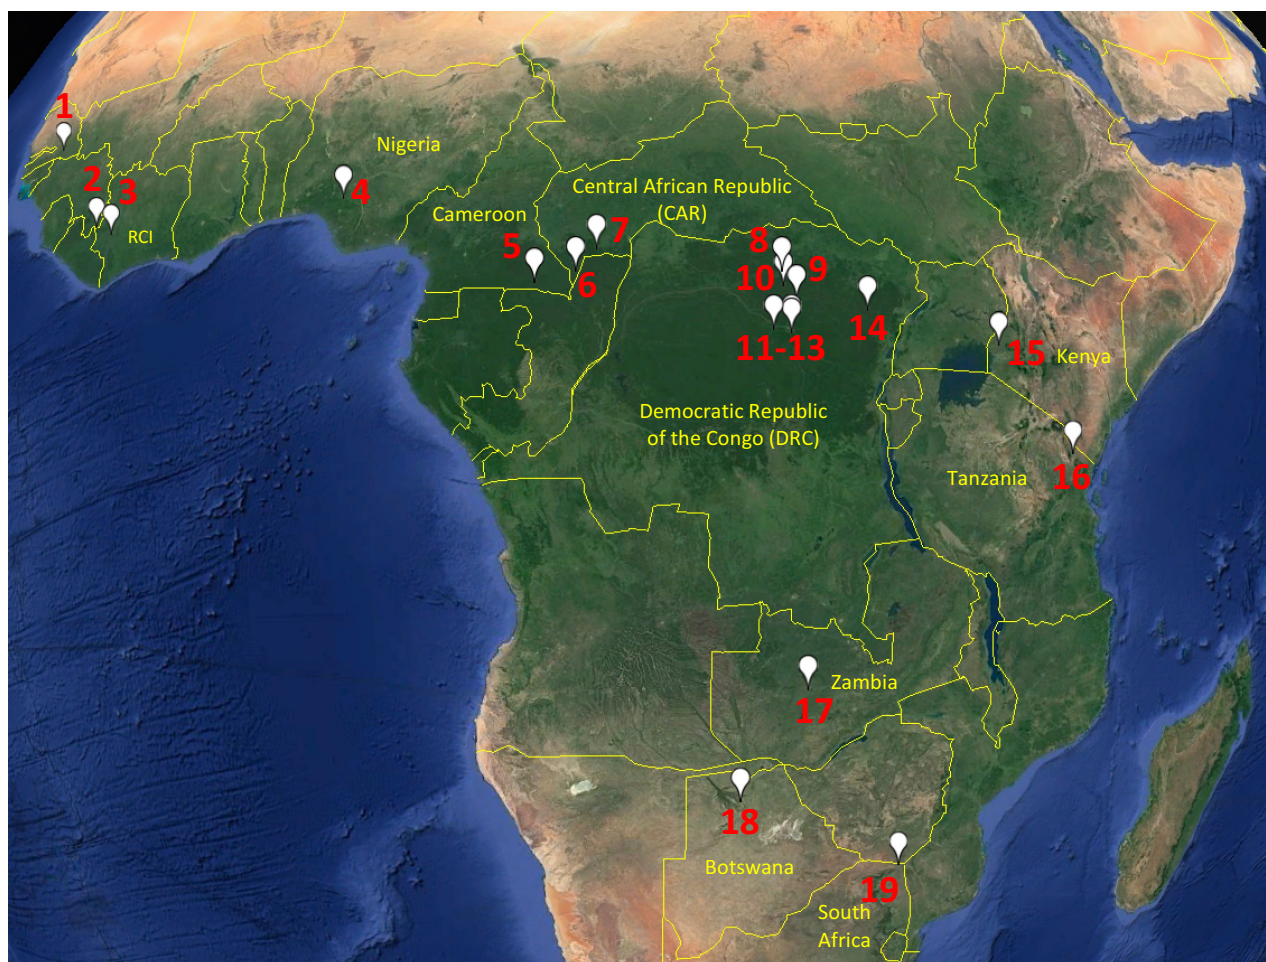 1
Nigeria
2
3
4
Central African Republic
(CAR)
Cameroon
RCI
5
6
7
8
9
10
11-13
14
15
Kenya
Democratic Republic
of the Congo (DRC)
Tanzania
16
Zambia
17
18
Botswana
19
South
Africa